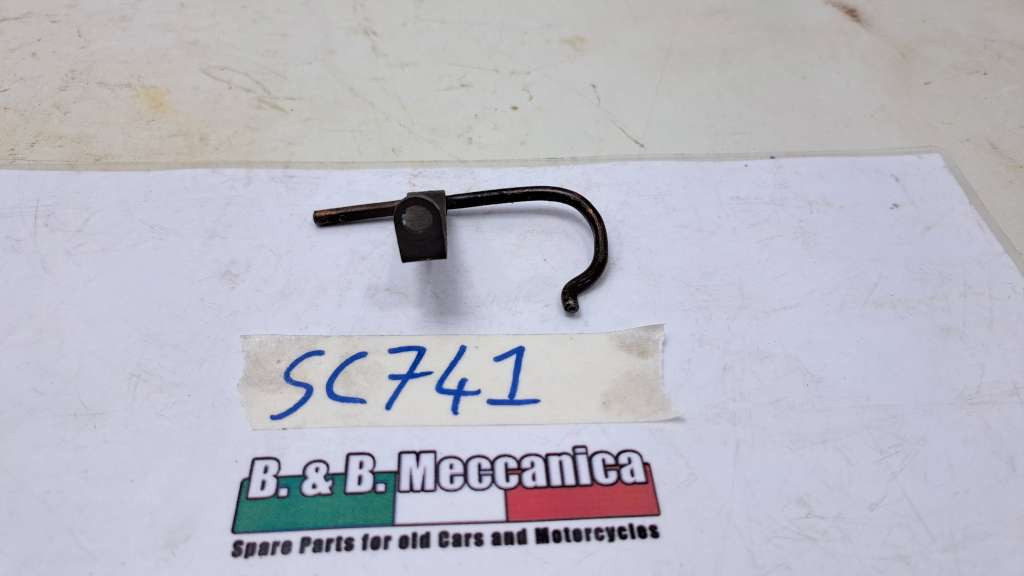 SC741
B. & B. Meccanica
Spare Parts for old Cars and Motorcycles